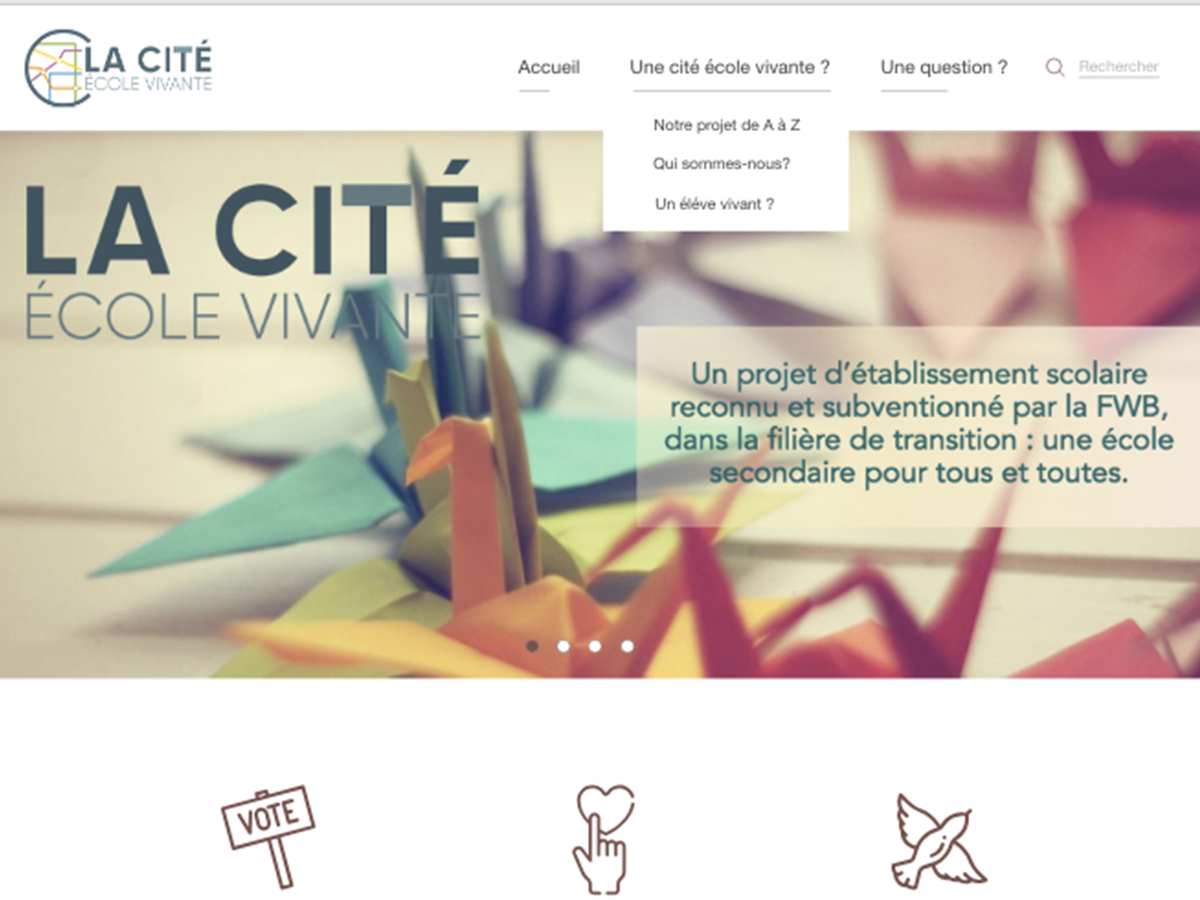 LA CITÉ
ÉCOLE VIVANTE
Accueil
Une cité école vivante ?
Une question ?
Rechercher
Notre projet de A à Z
Qui sommes-nous?
Un éléve vivant ?
LA CITÉ
ÉCOLE VIVANTE
Un projet d'établissement scolaire
reconnu et subventionné par la FWB,
dans la filière de transition : une école
secondaire pour tous et toutes.
VOTE